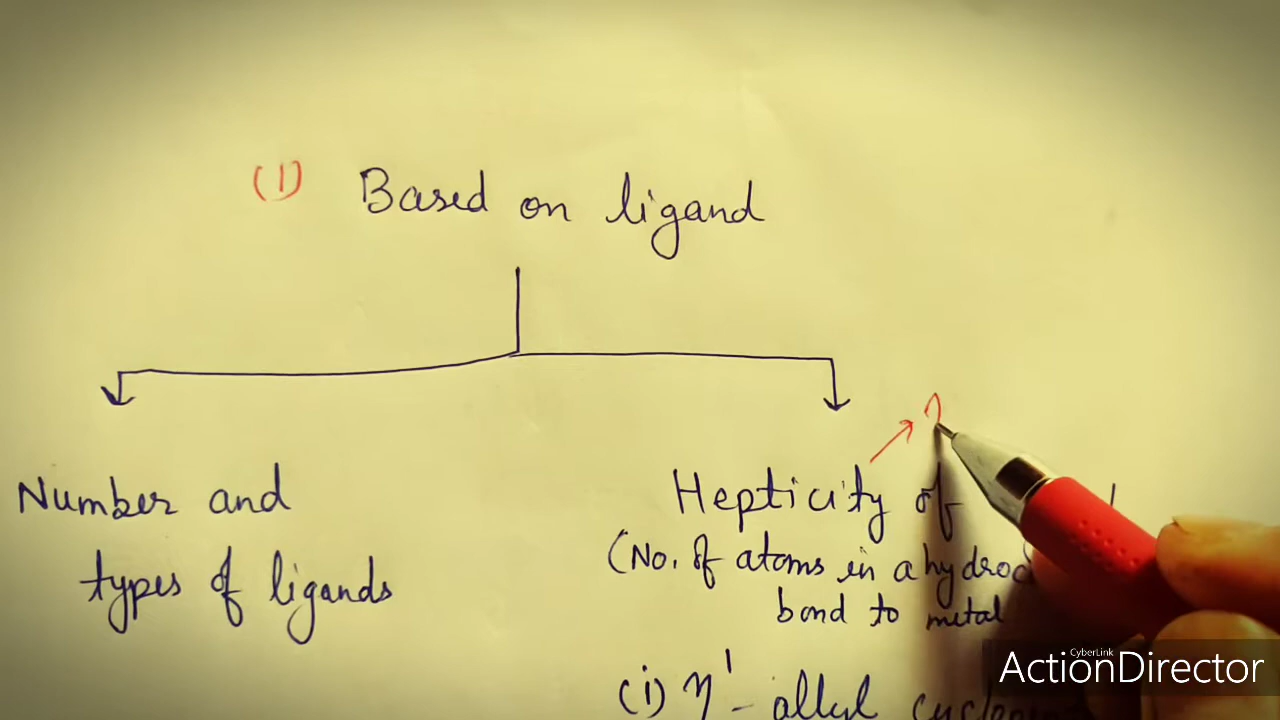 (1) Based on ligand
Number and
types of ligands
Hepticity of
(No. of atoms in a
bond to metal
(i) η¹ - allyl
CyberLink
ActionDirector